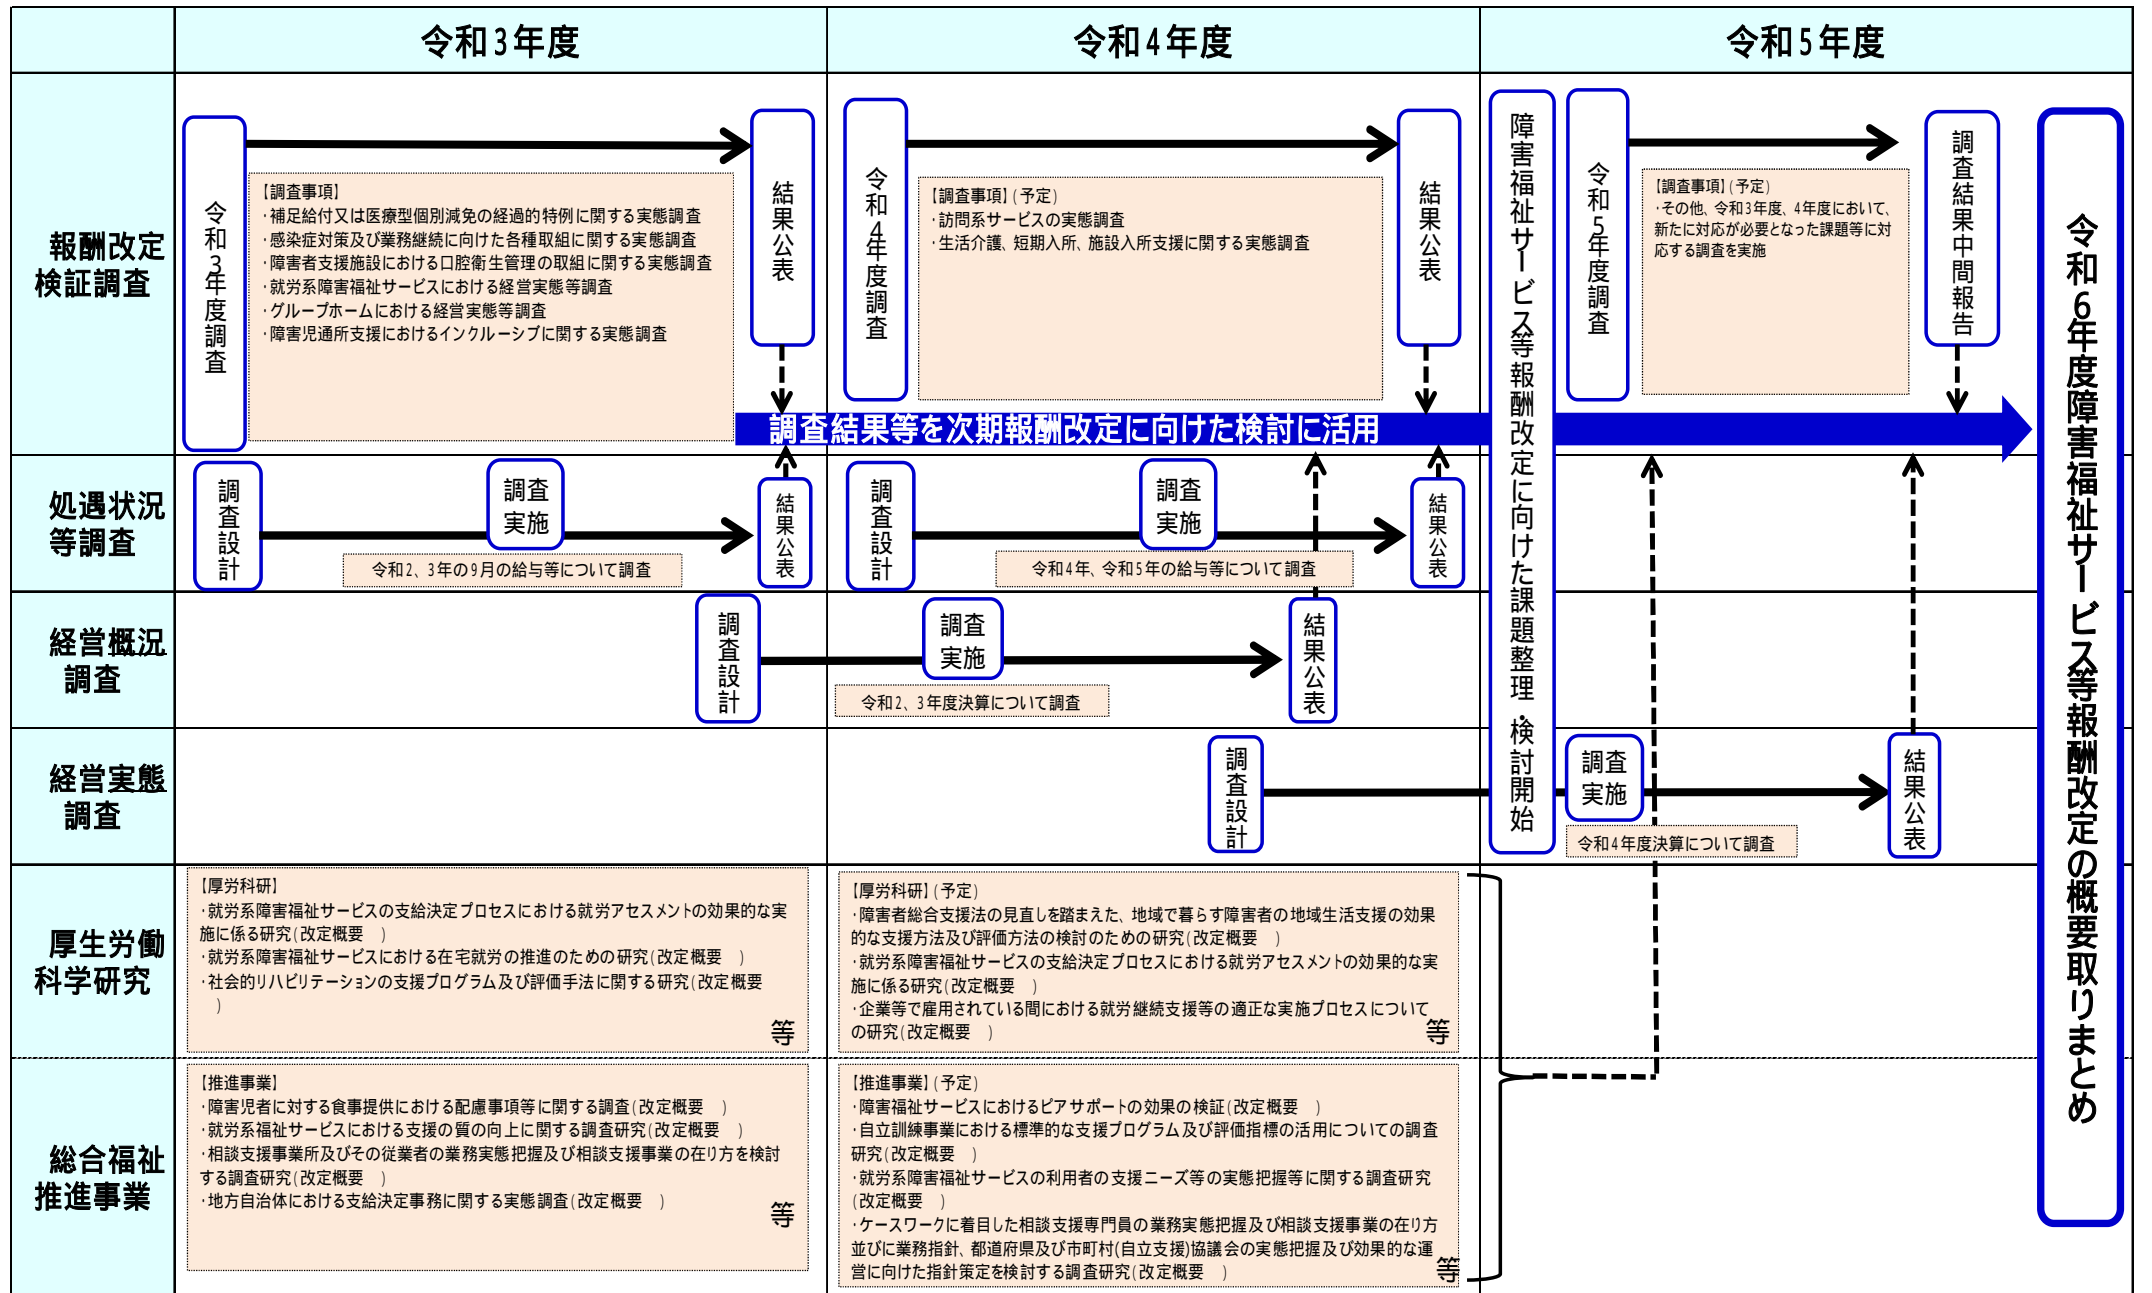 令和3年度
令和4年度
令和5年度
報酬改定
検証調査
令和3年度調査
【調査事項】
・補足給付又は医療型個別減免の経過的特例に関する実態調査
・感染症対策及び業務継続に向けた各種取組に関する実態調査
・障害者支援施設における口腔衛生管理の取組に関する実態調査
・就労系障害福祉サービスにおける経営実態等調査
・グループホームにおける経営実態等調査
・障害児通所支援におけるインクルーシブに関する実態調査
結果公表
令和4年度調査
【調査事項】(予定)
・訪問系サービスの実態調査
・生活介護、短期入所、施設入所支援に関する実態調査
結果公表
障害福祉サービス等報酬改定に向けた課題整理・検討開始
令和5年度調査
【調査事項】(予定)
・その他、令和3年度、4年度において、
新たに対応が必要となった課題等に対
応する調査を実施
調査結果中間報告
令和6年度障害福祉サービス等報酬改定の概要取りまとめ
調査結果等を次期報酬改定に向けた検討に活用
処遇状況
等調査
調査設計
調査
実施
令和2、3年の9月の給与等について調査
結果公表
調査設計
調査
実施
令和4年、令和5年の給与等について調査
結果公表
経営概況
調査
調査設計
調査
実施
令和2、3年度決算について調査
結果公表
経営実態
調査
調査設計
調査
実施
令和4年度決算について調査
結果公表
厚生労働
科学研究
【厚労科研】
・就労系障害福祉サービスの支給決定プロセスにおける就労アセスメントの効果的な実
施に係る研究(改定概要　)
・就労系障害福祉サービスにおける在宅就労の推進のための研究(改定概要　)
・社会的リハビリテーションの支援プログラム及び評価手法に関する研究(改定概要
　)
等
【厚労科研】(予定)
・障害者総合支援法の見直しを踏まえた、地域で暮らす障害者の地域生活支援の効果
的な支援方法及び評価方法の検討のための研究(改定概要　)
・就労系障害福祉サービスの支給決定プロセスにおける就労アセスメントの効果的な実
施に係る研究(改定概要　)
・企業等で雇用されている間における就労継続支援等の適正な実施プロセスについて
の研究(改定概要　)
等
総合福祉
推進事業
【推進事業】
・障害児者に対する食事提供における配慮事項等に関する調査(改定概要　)
・就労系福祉サービスにおける支援の質の向上に関する調査研究(改定概要　)
・相談支援事業所及びその従業者の業務実態把握及び相談支援事業の在り方を検討
する調査研究(改定概要　)
・地方自治体における支給決定事務に関する実態調査(改定概要　)
等
【推進事業】(予定)
・障害福祉サービスにおけるピアサポートの効果の検証(改定概要　)
・自立訓練事業における標準的な支援プログラム及び評価指標の活用についての調査
研究(改定概要　)
・就労系障害福祉サービスの利用者の支援ニーズ等の実態把握等に関する調査研究
(改定概要　)
・ケースワークに着目した相談支援専門員の業務実態把握及び相談支援事業の在り方
並びに業務指針、都道府県及び市町村(自立支援)協議会の実態把握及び効果的な運
営に向けた指針策定を検討する調査研究(改定概要　)
等